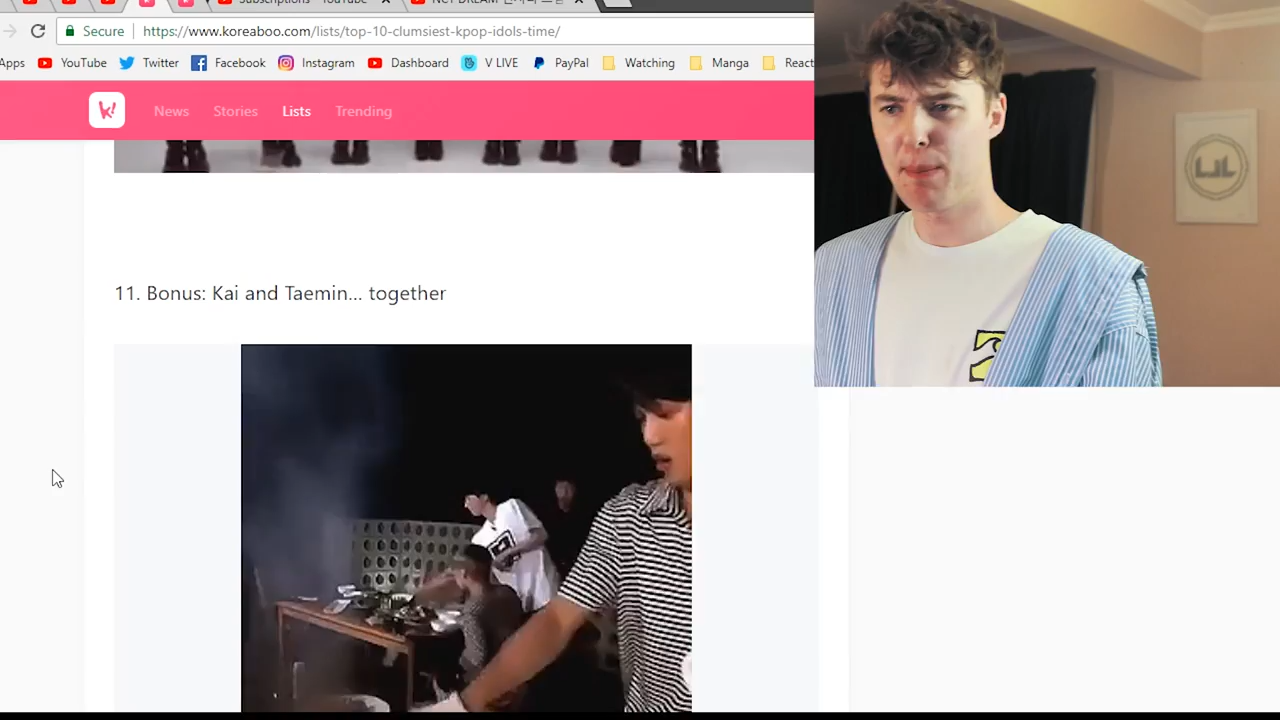 Subscriptions - YouTube
NCT DREAM
Secure
https://www.koreaboo.com/lists/top-10-clumsiest-kpop-idols-time/
Apps YouTube Twitter Facebook Instagram Dashboard V LIVE PayPal Watching Manga React
k!
News Stories Lists Trending
11. Bonus: Kai and Taemin... together